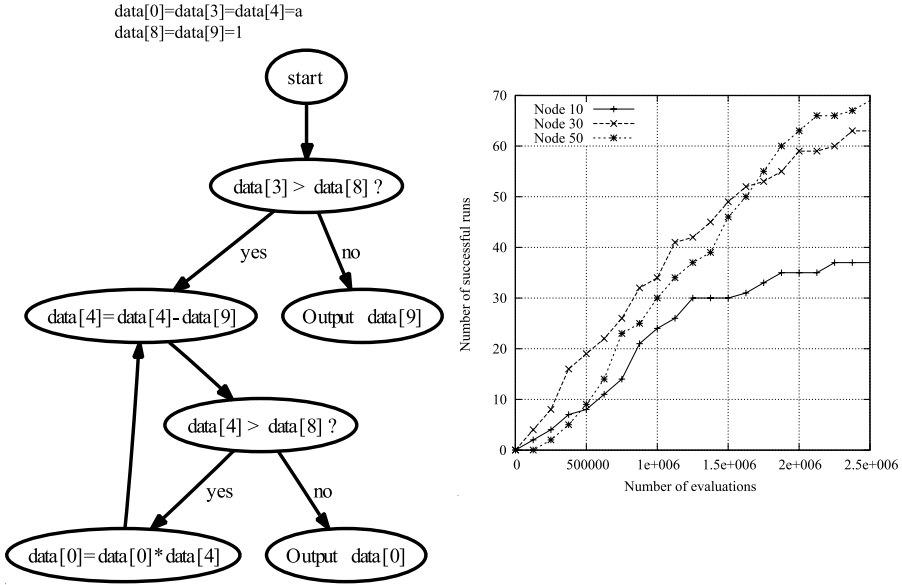 data[0]=data[3]=data[4]=a
data[8]=data[9]=1
start
data[3] > data[8] ?
yes
no
data[4]=data[4]-data[9]
Output data[9]
data[4] > data[8] ?
yes
no
data[0]=data[0]*data[4]
Output data[0]
Number of successful runs
70
60
50
40
30
20
10
0
Node 10
Node 30
Node 50
0
500000
1e+006
1.5e+006
2e+006
2.5e+006
Number of evaluations